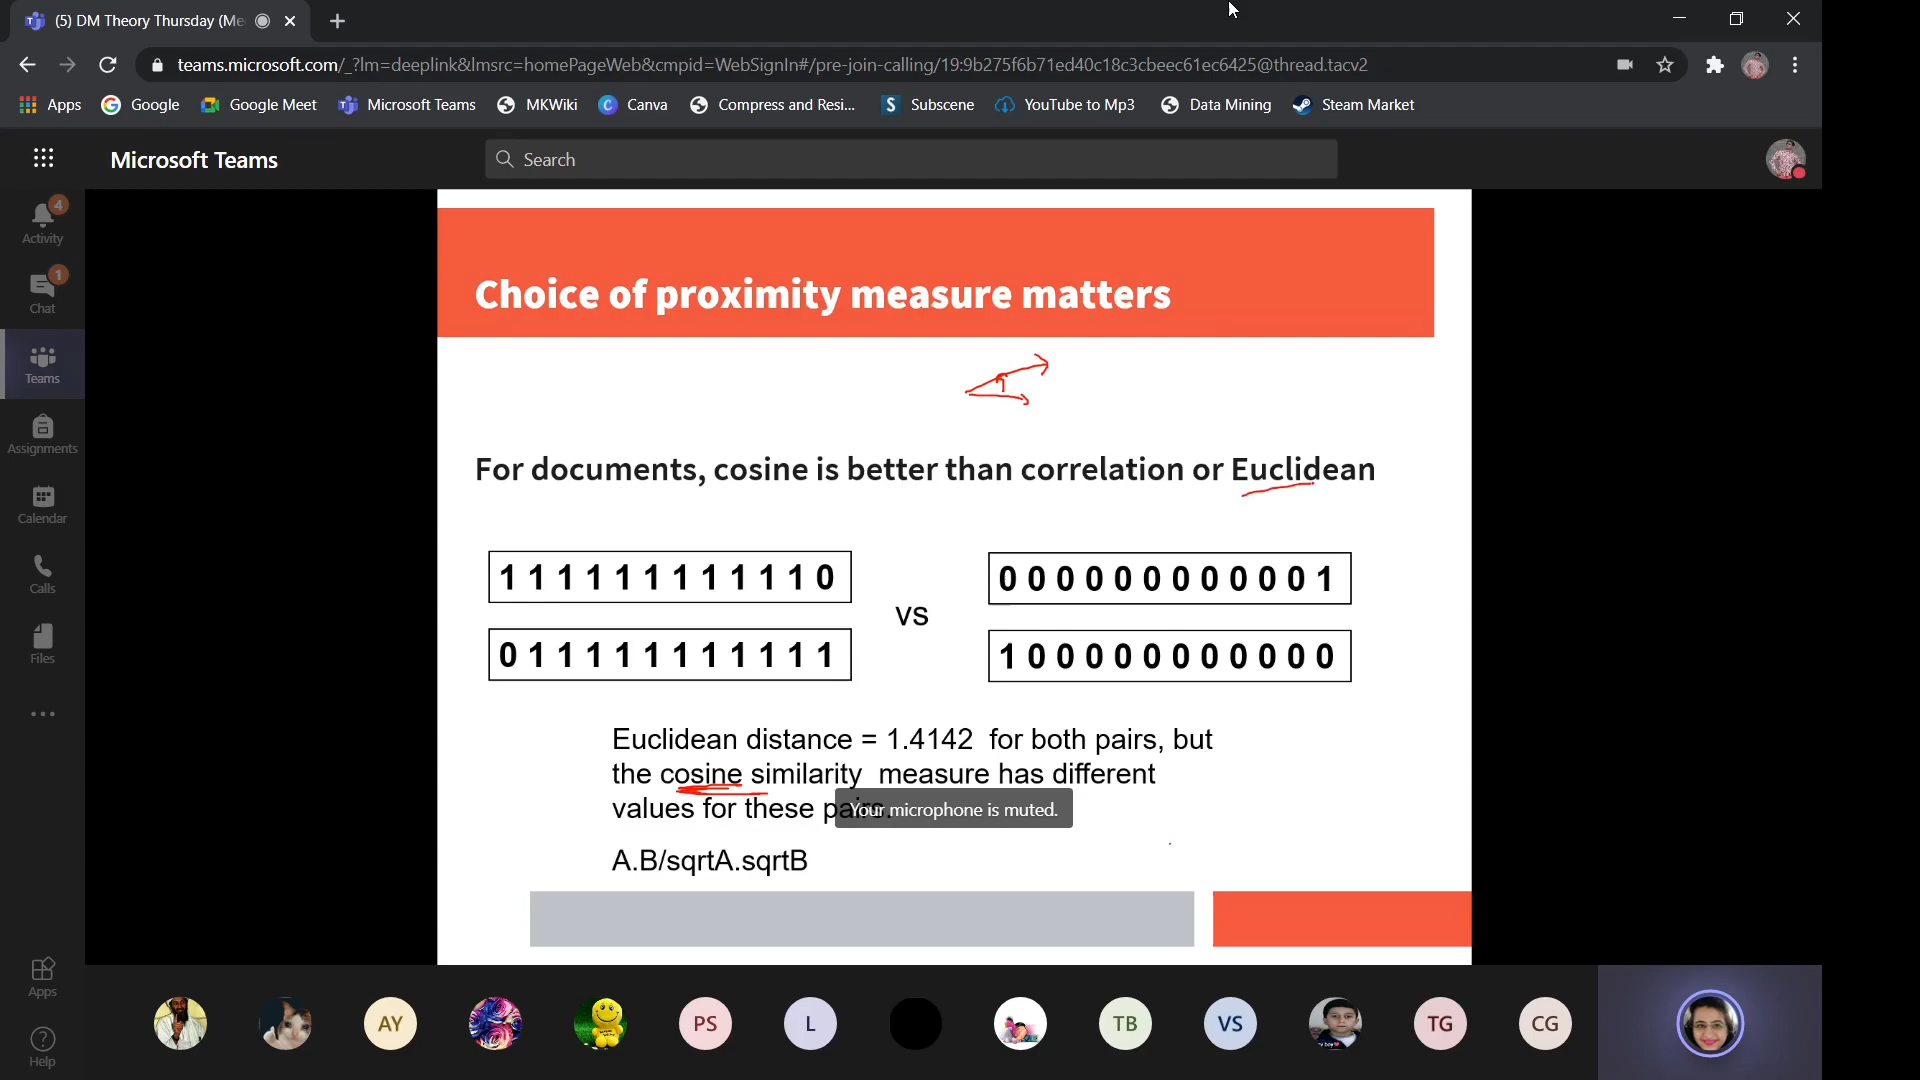 (5) DM Theory Thursday (Me
teams.microsoft.com/_?lm=deeplink&lmsrc=homePageWeb&cmpid=WebSignIn#/pre-join-calling/19:9b275f6b71ed40c18c3cbeec61ec6425@thread.tacv2
Apps Google Google Meet Microsoft Teams MKWiki Canva Compress and Resi... Subscene YouTube to Mp3 Data Mining Steam Market
Microsoft Teams Search
4
Activity
1
Chat
Teams
Assignments
Calendar
Calls
Files
Apps
Help
Choice of proximity measure matters
For documents, cosine is better than correlation or Euclidean
1 1 1 1 1 1 1 1 1 1 1 0
0 1 1 1 1 1 1 1 1 1 1 1
vs
0 0 0 0 0 0 0 0 0 0 0 1
1 0 0 0 0 0 0 0 0 0 0 0
Euclidean distance = 1.4142 for both pairs, but
the cosine similarity measure has different
values for these pairs.
Your microphone is muted.
A.B/sqrtA.sqrtB
AY PS L TB VS TG CG